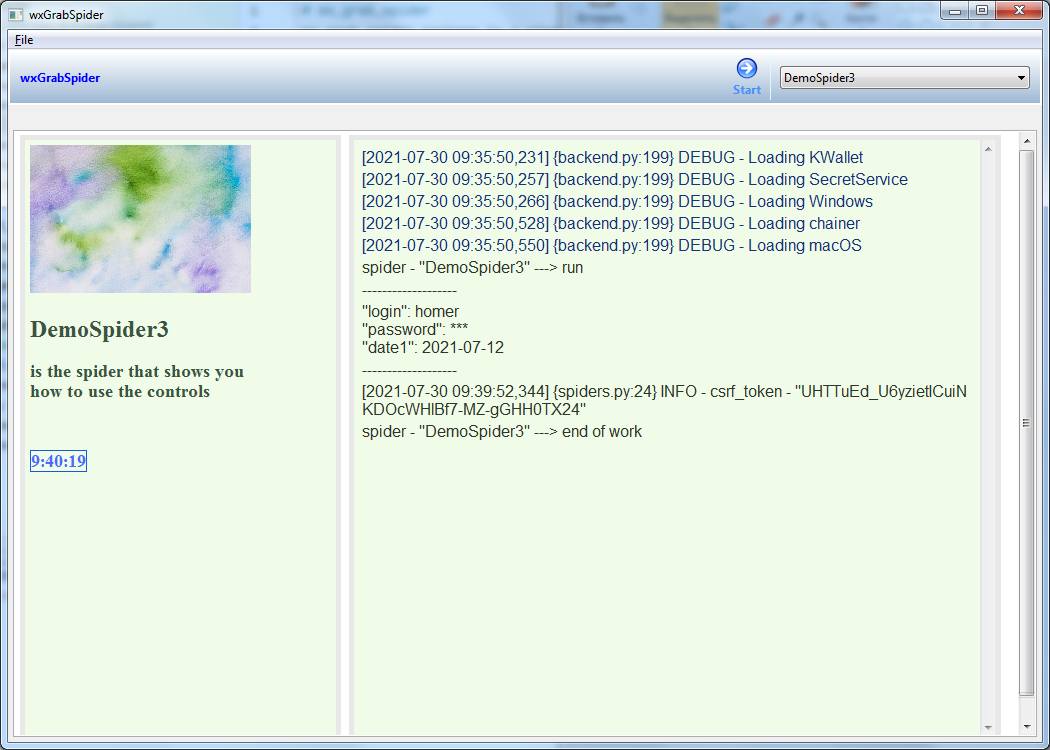 wxGrabSpider
File
wxGrabSpider
Start
DemoSpider3
DemoSpider3
is the spider that shows you
how to use the controls
9:40:19
[2021-07-30 09:35:50,231] {backend.py:199} DEBUG - Loading KWallet
[2021-07-30 09:35:50,257] {backend.py:199} DEBUG - Loading SecretService
[2021-07-30 09:35:50,266] {backend.py:199} DEBUG - Loading Windows
[2021-07-30 09:35:50,528] {backend.py:199} DEBUG - Loading chainer
[2021-07-30 09:35:50,550] {backend.py:199} DEBUG - Loading macOS
spider - "DemoSpider3" ---> run
-------------------
"login": homer
"password": ***
"date1": 2021-07-12
-------------------
[2021-07-30 09:39:52,344] {spiders.py:24} INFO - csrf_token - "UHTTuEd_U6yzietlCuiN
KDOcWHlBf7-MZ-gGHH0TX24"
spider - "DemoSpider3" ---> end of work